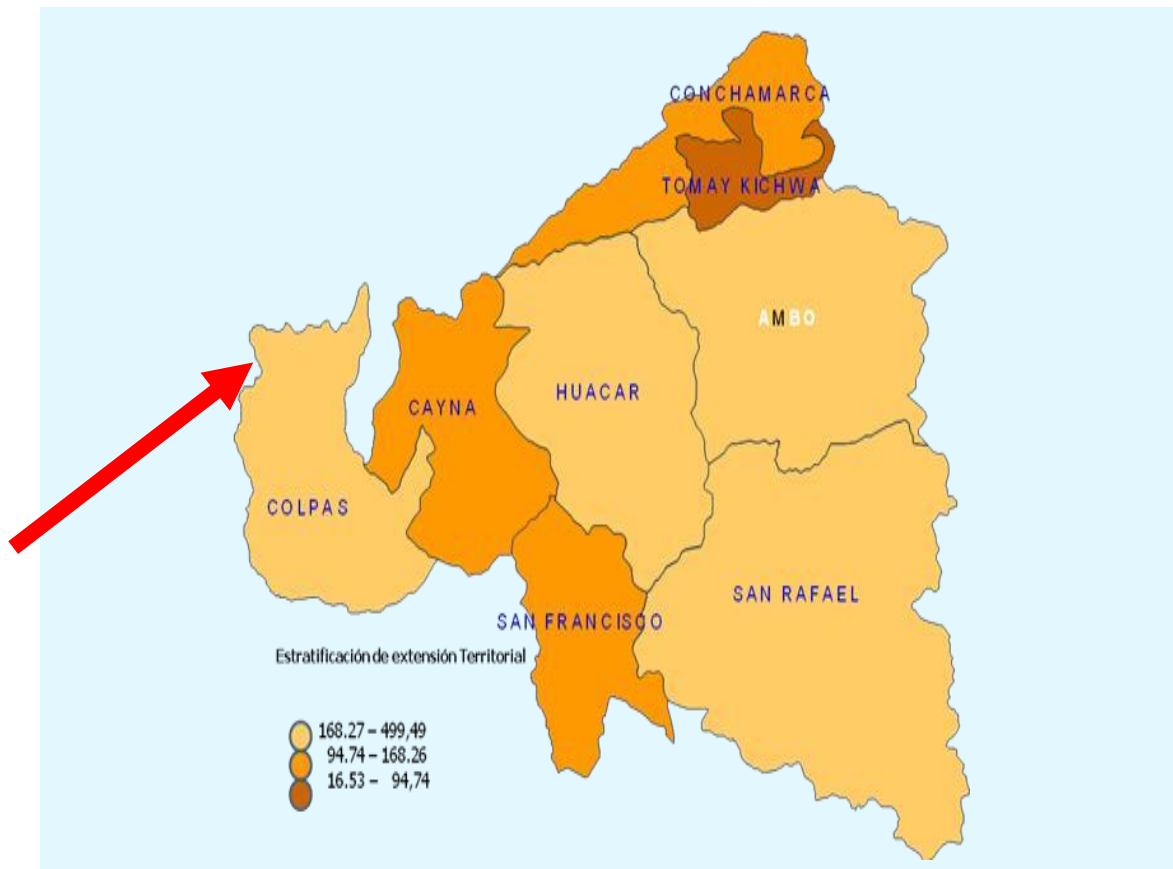 CONCHAMARCA
TOMAY KICHWA
AMBO
HUACAR
CAYNA
COLPAS
SAN RAFAEL
SAN FRANCISCO
Estratificación de extensión Territorial
168.27 – 499,49
94.74 – 168.26
16.53 – 94,74